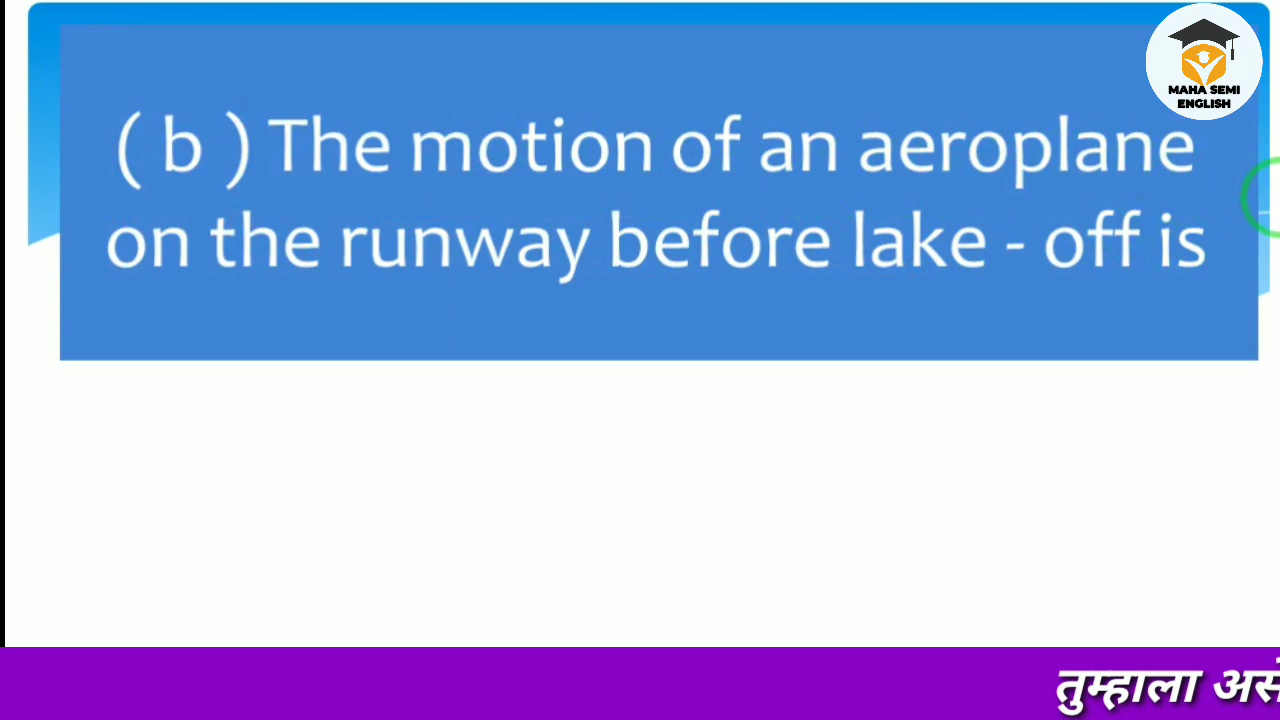 MAHA SEMI
ENGLISH
( b ) The motion of an aeroplane
on the runway before lake - off is
तुम्हाला